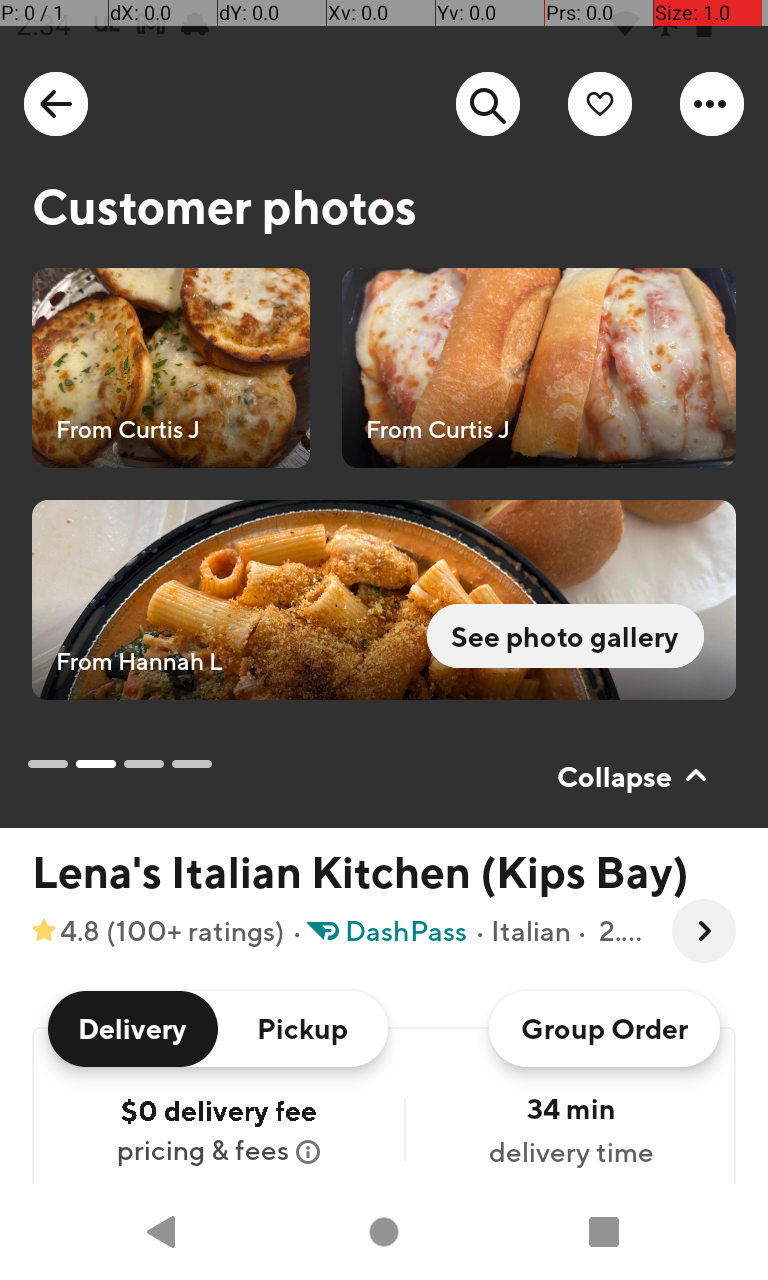 P: 0 / 1 dX: 0.0 dY: 0.0 Xv: 0.0 Yv: 0.0 Prs: 0.0 Size: 1.0
2:34
Customer photos
From Curtis J From Curtis J
From Hannah L See photo gallery
Collapse
Lena's Italian Kitchen (Kips Bay)
4.8 (100+ ratings) · DashPass · Italian · 2....
Delivery Pickup Group Order
$0 delivery fee 34 min
pricing & fees delivery time